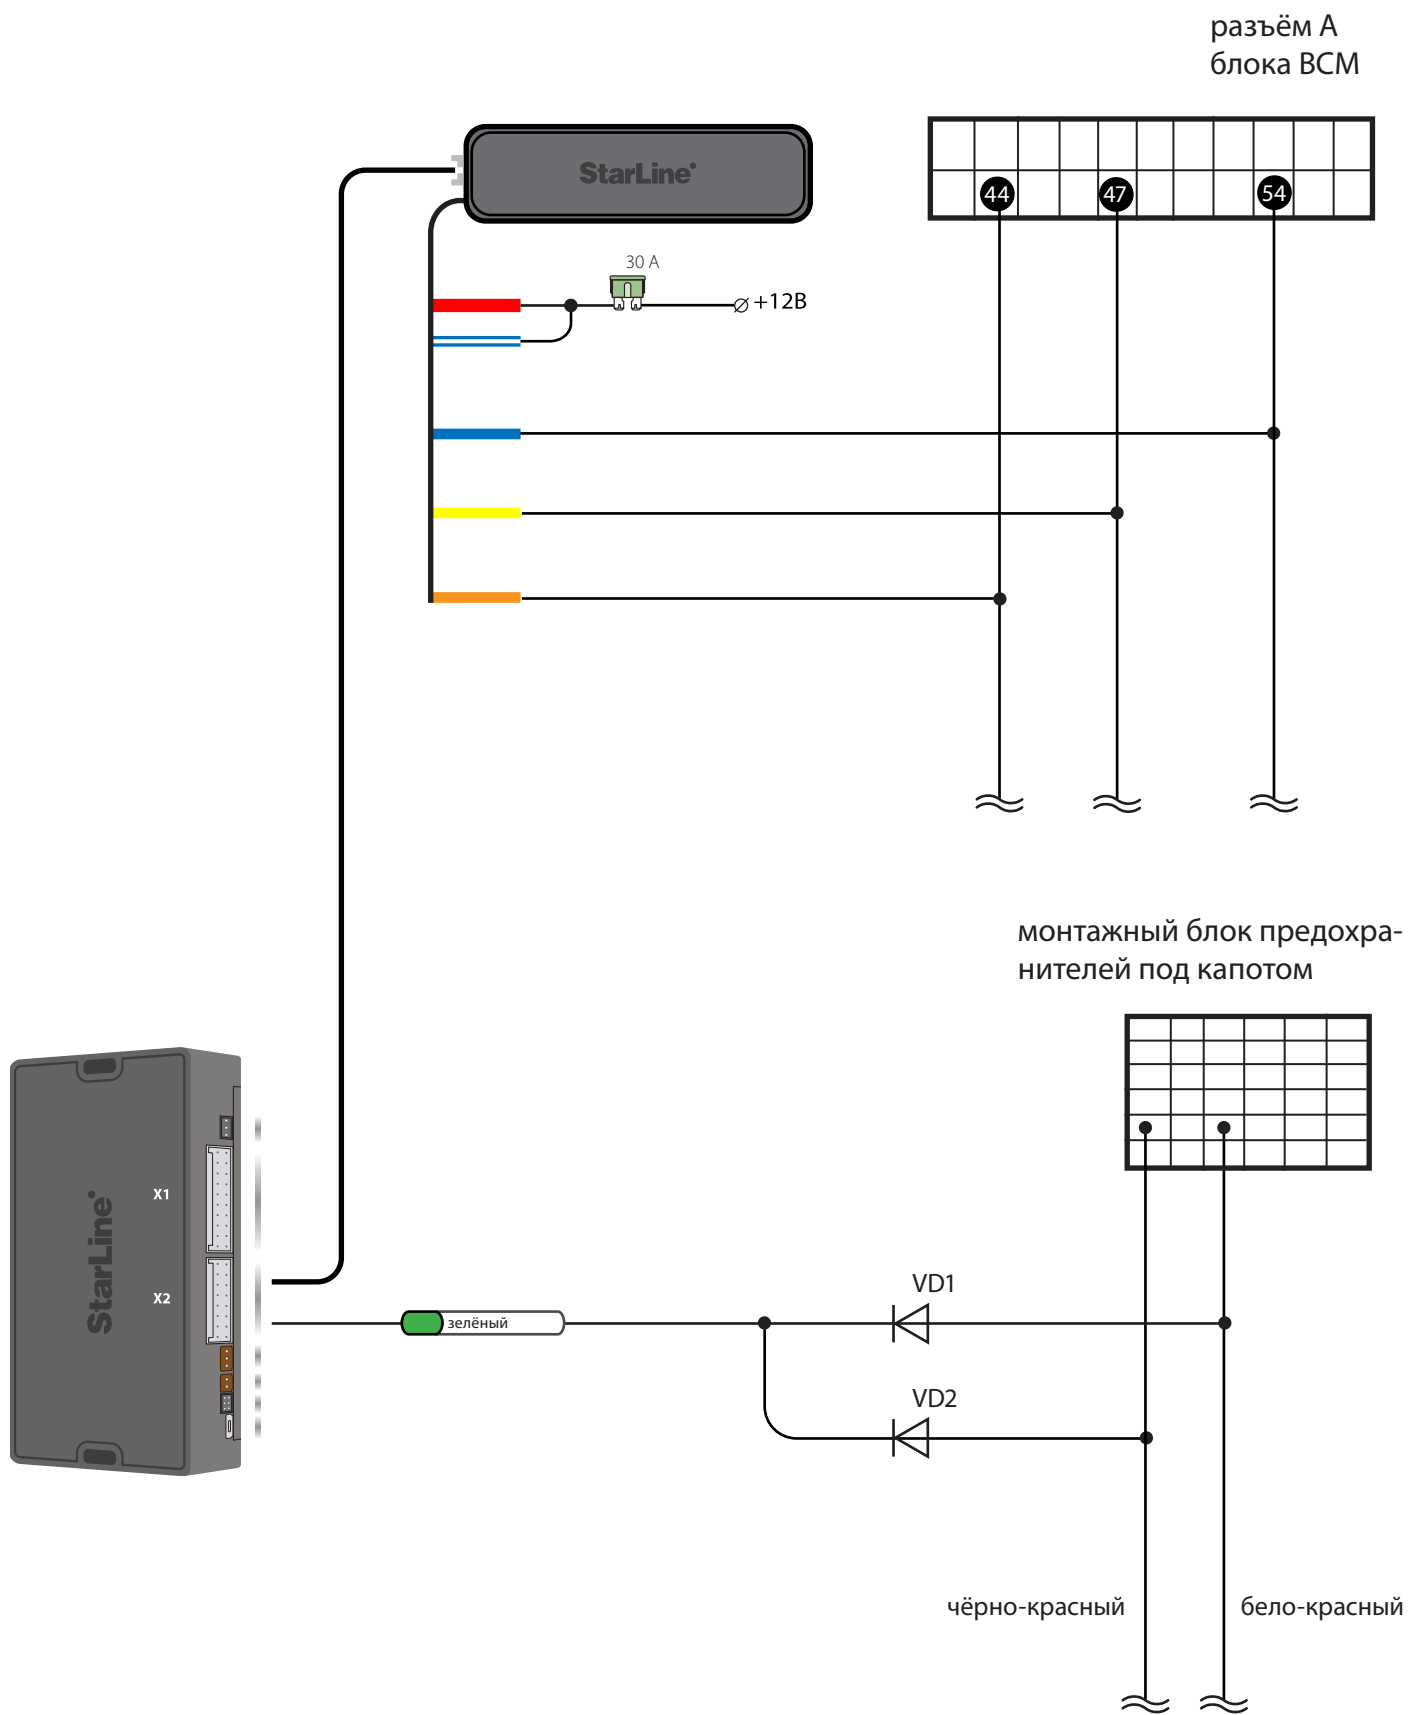 разъём А
блока BCM
StarLine
44
47
54
30 А
+12В
монтажный блок предохра-
нителей под капотом
X1
StarLine
X2
VD1
зелёный
VD2
чёрно-красный
бело-красный